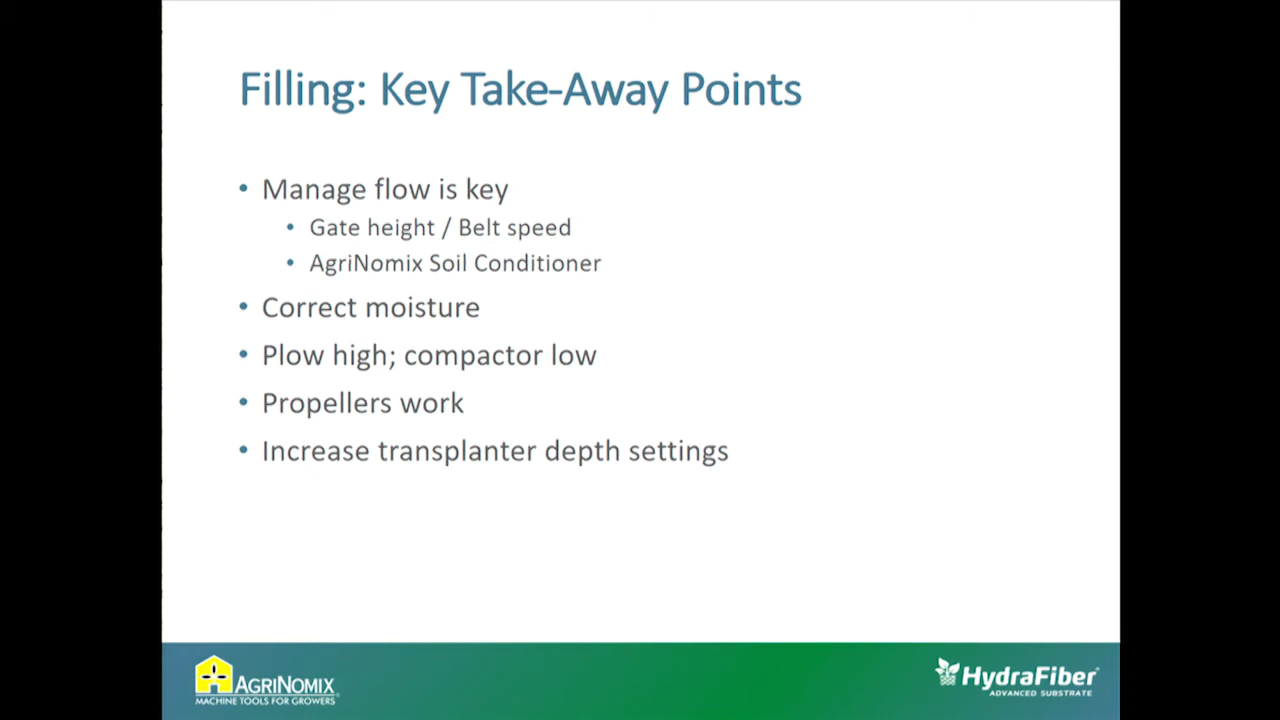 Filling: Key Take-Away Points
• Manage flow is key
• Gate height / Belt speed
• AgriNomix Soil Conditioner
• Correct moisture
• Plow high; compactor low
• Propellers work
• Increase transplanter depth settings
AGRINOMIX
MACHINE TOOLS FOR GROWERS
HydraFiber
ADVANCED SUBSTRATE